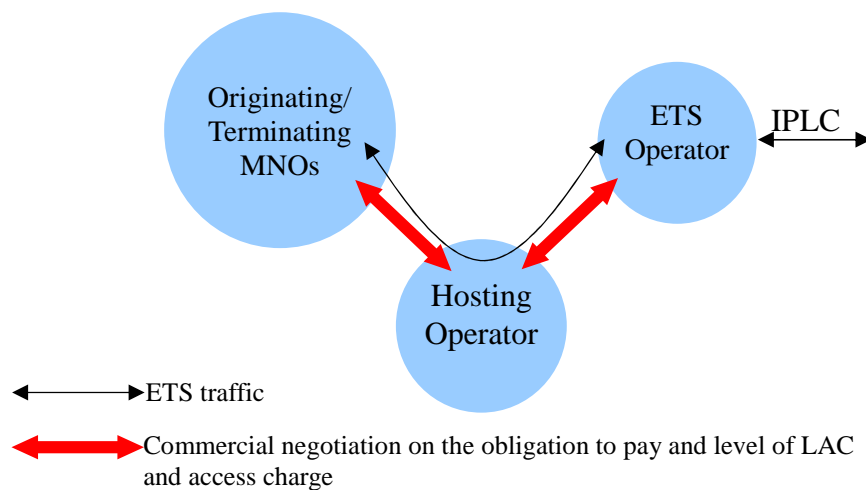 Originating/
Terminating
MNOs
ETS
Operator
IPLC
Hosting
Operator
ETS traffic
Commercial negotiation on the obligation to pay and level of LAC
and access charge